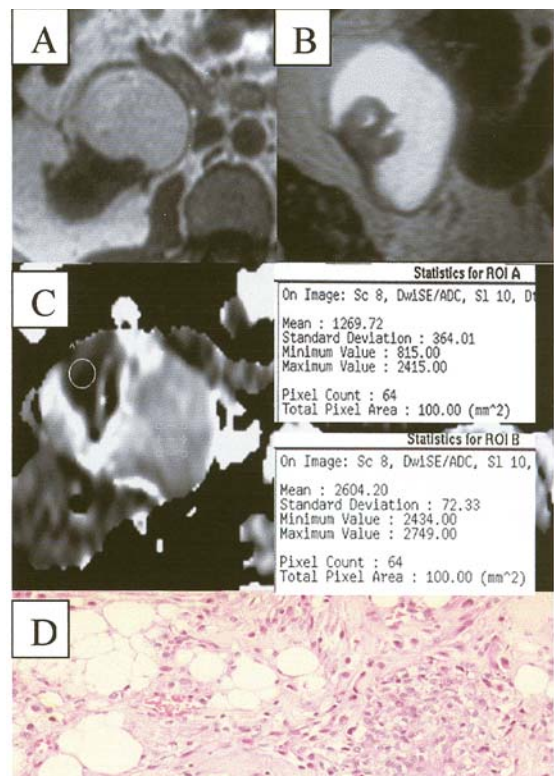 A
B
C
Statistics for ROI A
On Image: Sc 8, DwiSE/ADC, Sl 10,
Mean : 1269.72
Standard Deviation : 364.01
Minimum Value : 815.00
Maximum Value : 2415.00
Pixel Count : 64
Total Pixel Area : 100.00 (mm^2)
Statistics for ROI B
On Image: Sc 8, DwiSE/ADC, Sl 10,
Mean : 2604.20
Standard Deviation : 72.33
Minimum Value : 2434.00
Maximum Value : 2749.00
Pixel Count : 64
Total Pixel Area : 100.00 (mm^2)
D